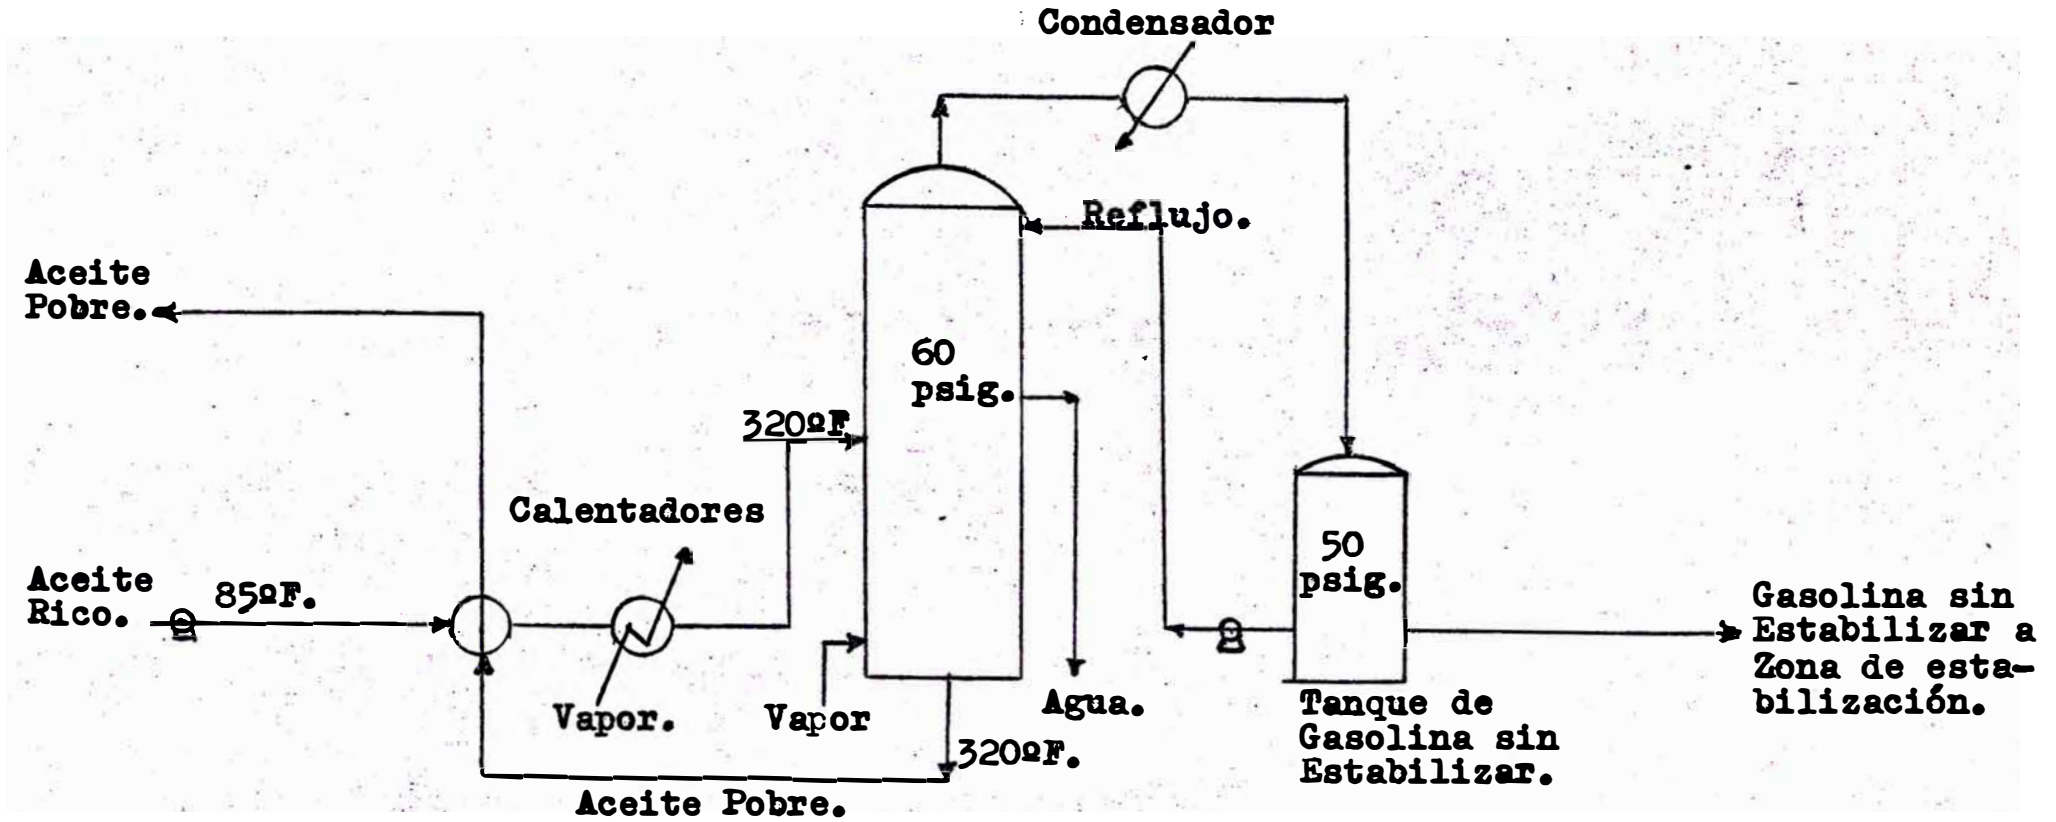 Condensador
Reflujo.
Aceite
Pobre.
60
psig.
320ºF
Calentadores
50
psig.
Aceite
Rico.
85ºF.
Gasolina sin
Estabilizar a
Zona de esta-
bilización.
Vapor.
Vapor
Agua.
Tanque de
Gasolina sin
Estabilizar.
320ºF.
Aceite Pobre.